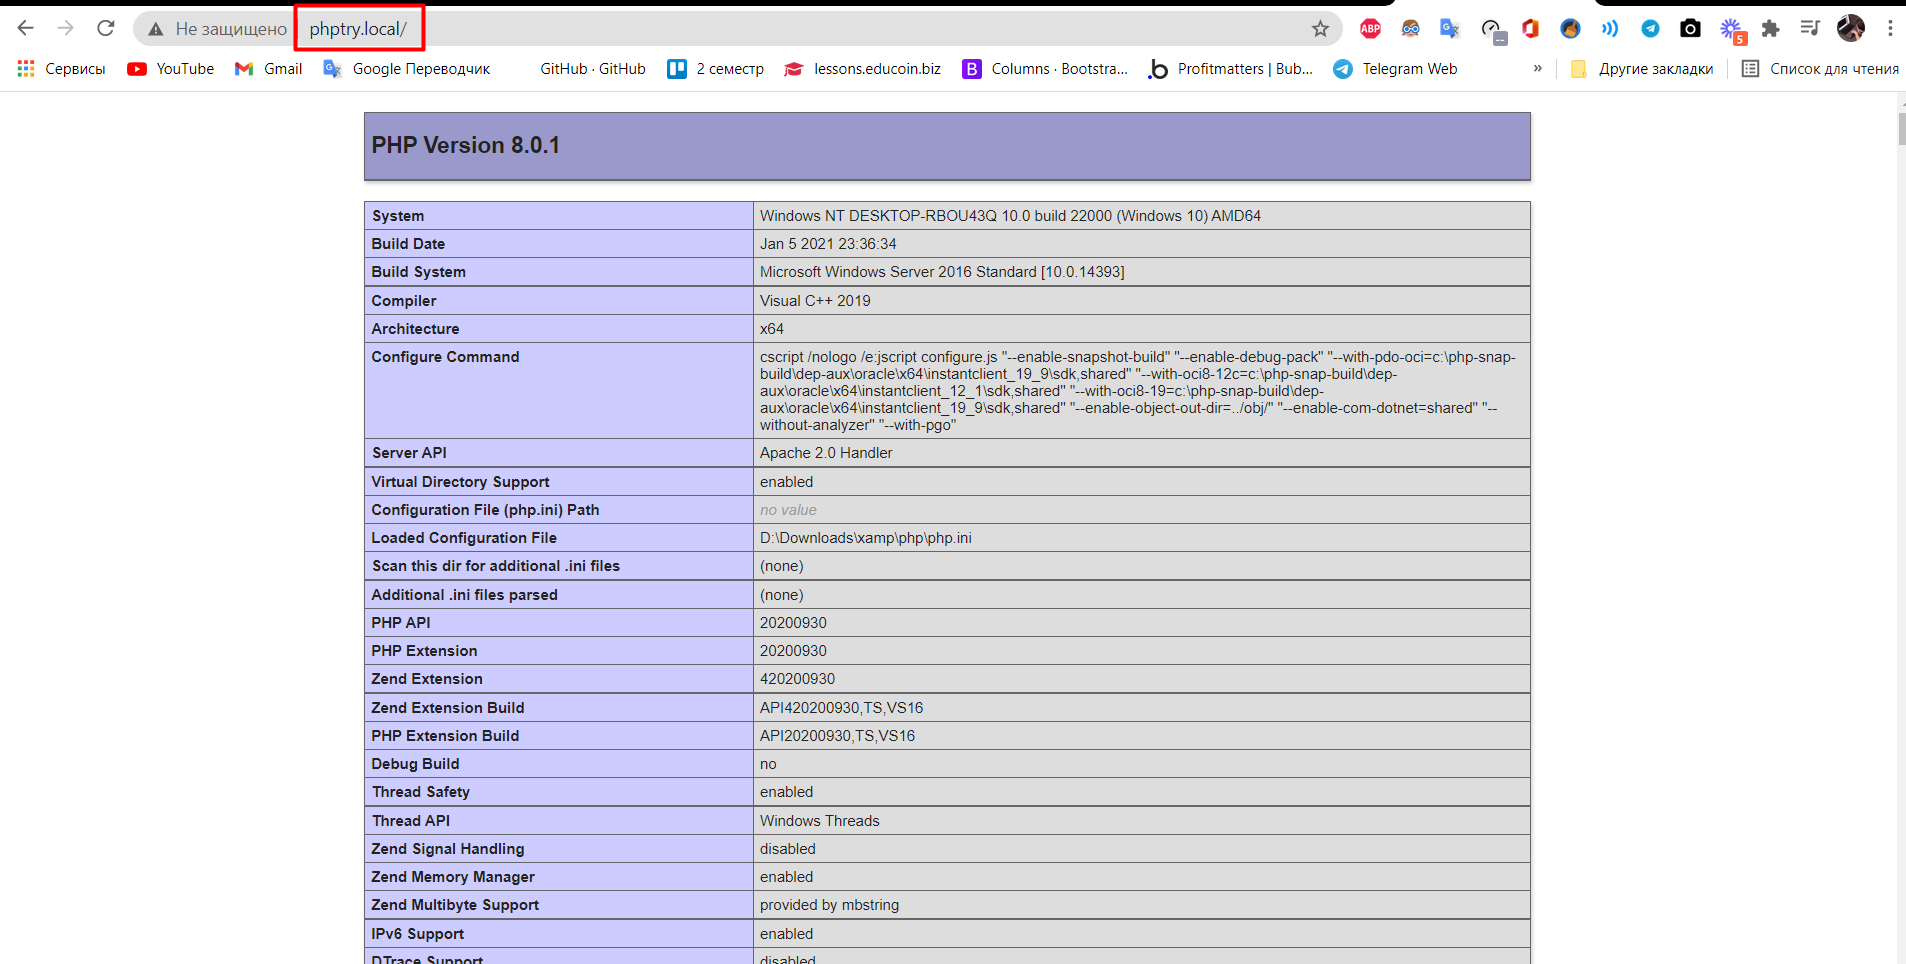 Не защищено phptry.local/
ABP
5
Сервисы YouTube Gmail Google Переводчик GitHub · GitHub 2 семестр lessons.educoin.biz B Columns · Bootstra... b Profitmatters | Bub... Telegram Web » Другие закладки Список для чтения
PHP Version 8.0.1
System Windows NT DESKTOP-RBOU43Q 10.0 build 22000 (Windows 10) AMD64
Build Date Jan 5 2021 23:36:34
Build System Microsoft Windows Server 2016 Standard [10.0.14393]
Compiler Visual C++ 2019
Architecture x64
Configure Command cscript /nologo /e:jscript configure.js "--enable-snapshot-build" "--enable-debug-pack" "--with-pdo-oci=c:\php-snap-
build\dep-aux\oracle\x64\instantclient_19_9\sdk,shared" "--with-oci8-12c=c:\php-snap-build\dep-
aux\oracle\x64\instantclient_12_1\sdk,shared" "--with-oci8-19=c:\php-snap-build\dep-
aux\oracle\x64\instantclient_19_9\sdk,shared" "--enable-object-out-dir=../obj/" "--enable-com-dotnet=shared" "--
without-analyzer" "--with-pgo"
Server API Apache 2.0 Handler
Virtual Directory Support enabled
Configuration File (php.ini) Path no value
Loaded Configuration File D:\Downloads\xamp\php\php.ini
Scan this dir for additional .ini files (none)
Additional .ini files parsed (none)
PHP API 20200930
PHP Extension 20200930
Zend Extension 420200930
Zend Extension Build API420200930,TS,VS16
PHP Extension Build API20200930,TS,VS16
Debug Build no
Thread Safety enabled
Thread API Windows Threads
Zend Signal Handling disabled
Zend Memory Manager enabled
Zend Multibyte Support provided by mbstring
IPv6 Support enabled
DTrace Support disabled